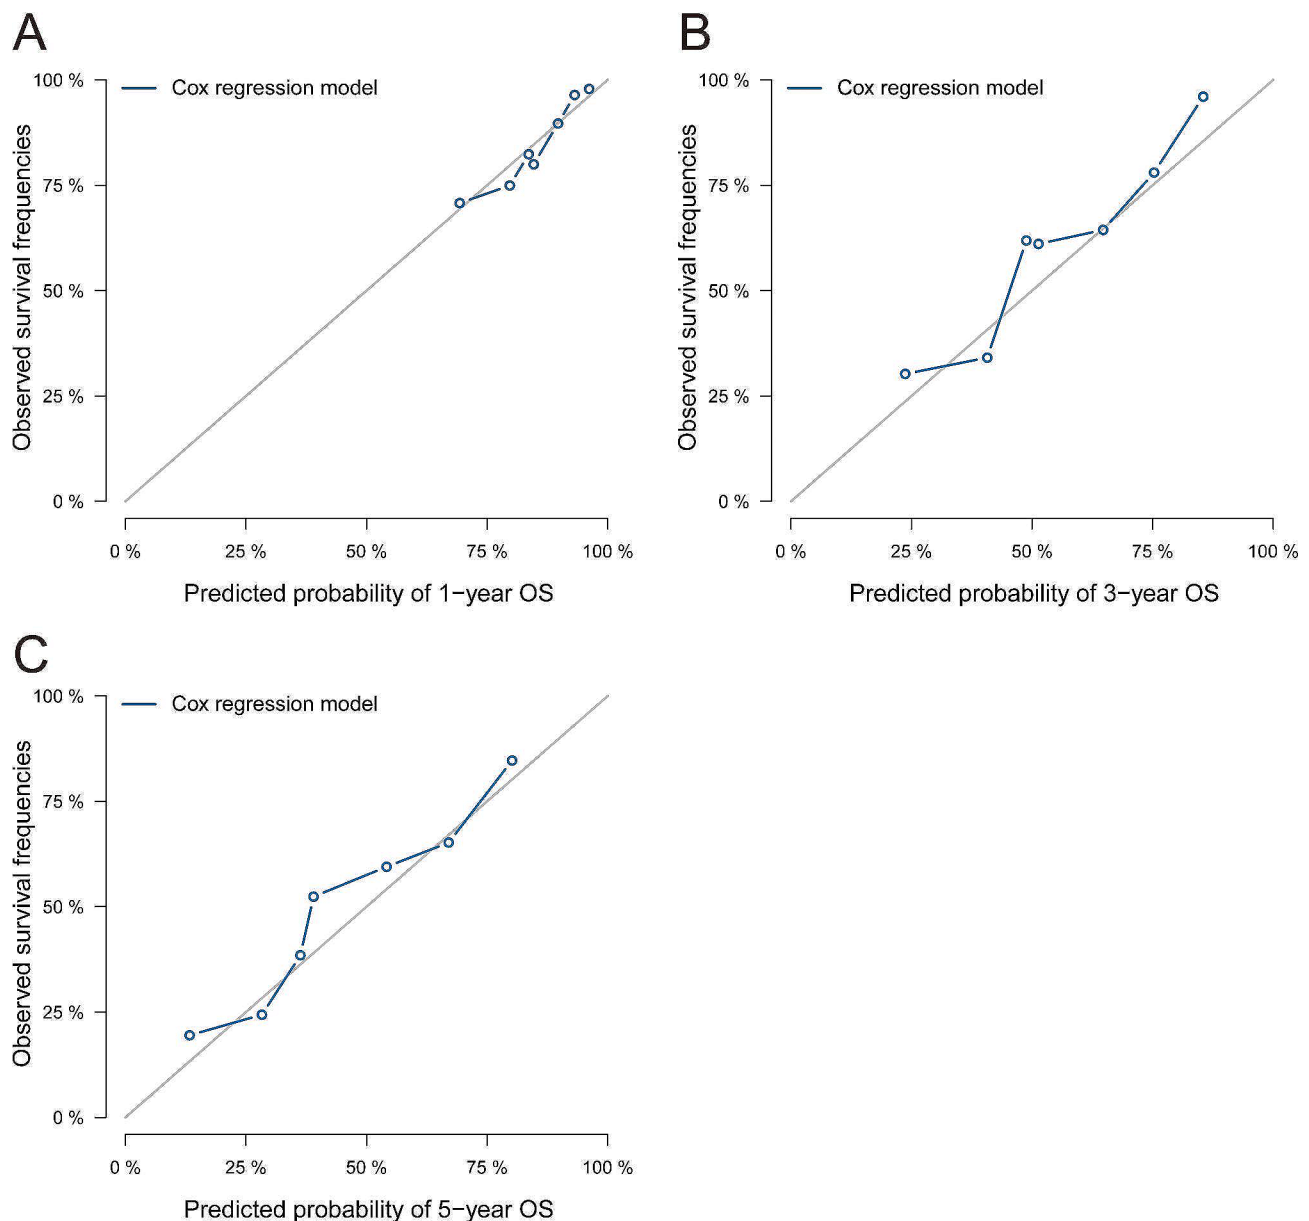 A
100 %
75 %
50 %
25 %
0 %
Observed survival frequencies
Cox regression model
0 %
25 %
50 %
75 %
100 %
Predicted probability of 1−year OS
B
100 %
75 %
50 %
25 %
0 %
Observed survival frequencies
Cox regression model
0 %
25 %
50 %
75 %
100 %
Predicted probability of 3−year OS
C
100 %
75 %
50 %
25 %
0 %
Observed survival frequencies
Cox regression model
0 %
25 %
50 %
75 %
100 %
Predicted probability of 5−year OS